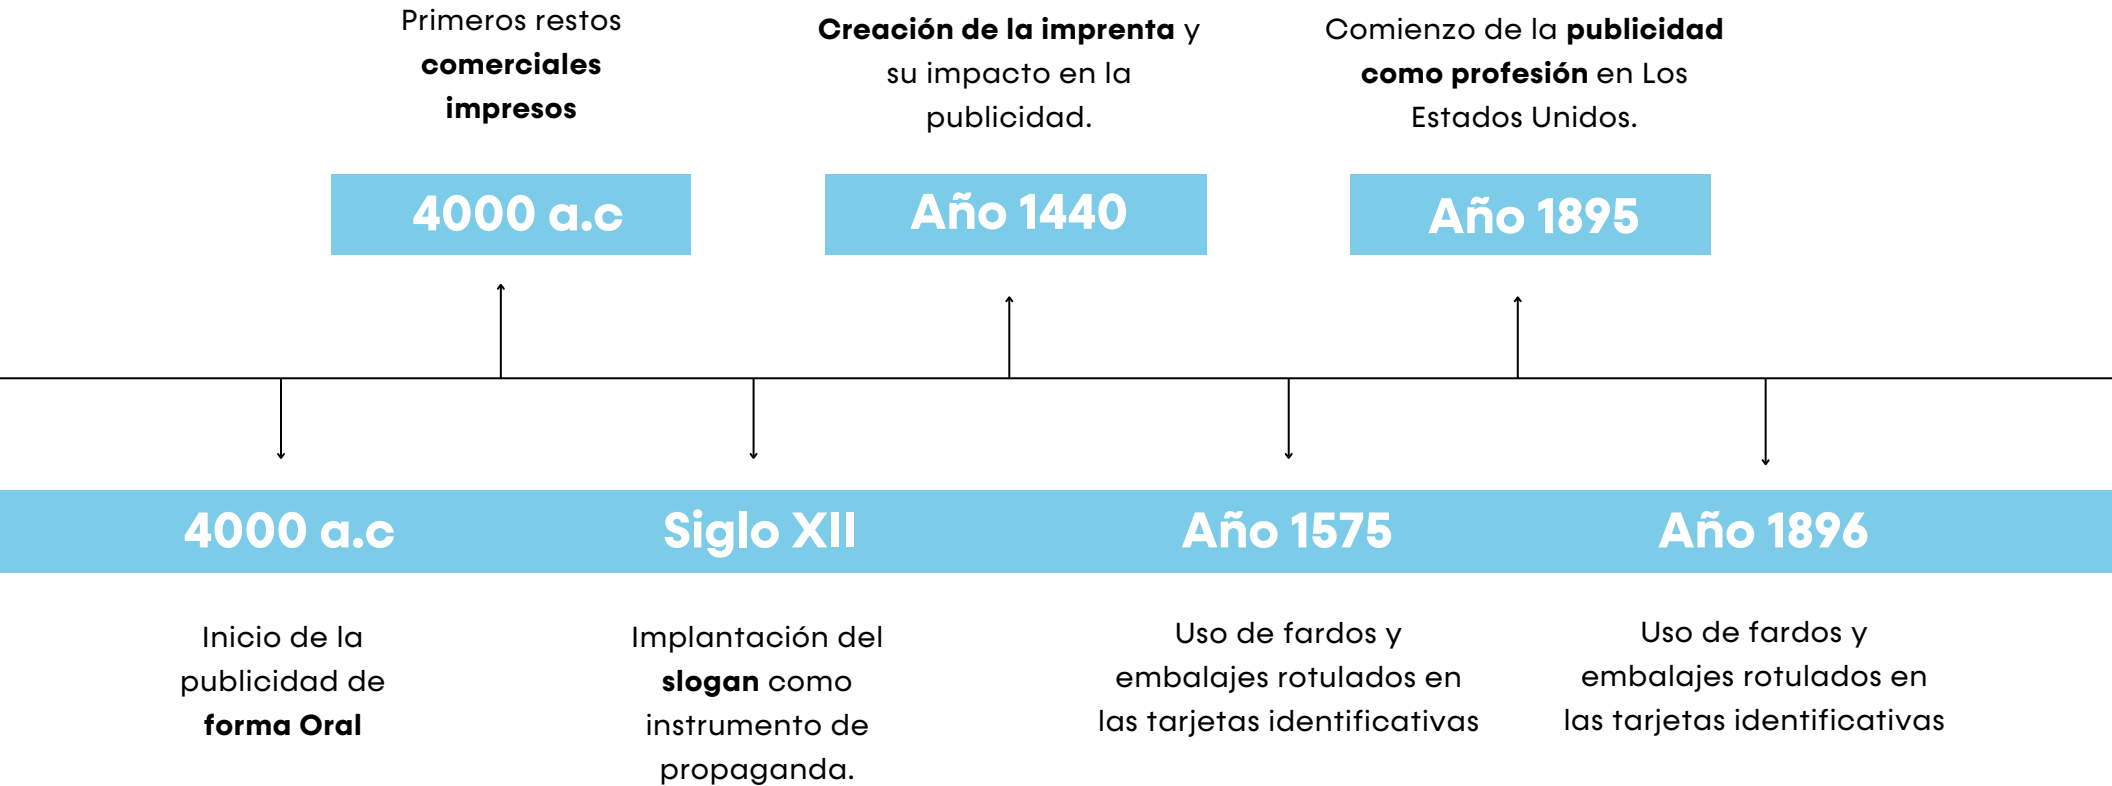 Primeros restos
comerciales
impresos
4000 a.c
Creación de la imprenta y
su impacto en la
publicidad.
Año 1440
Comienzo de la publicidad
como profesión en Los
Estados Unidos.
Año 1895
4000 a.c
Inicio de la
publicidad de
forma Oral
Siglo XII
Implantación del
slogan como
instrumento de
propaganda.
Año 1575
Uso de fardos y
embalajes rotulados en
las tarjetas identificativas
Año 1896
Uso de fardos y
embalajes rotulados en
las tarjetas identificativas